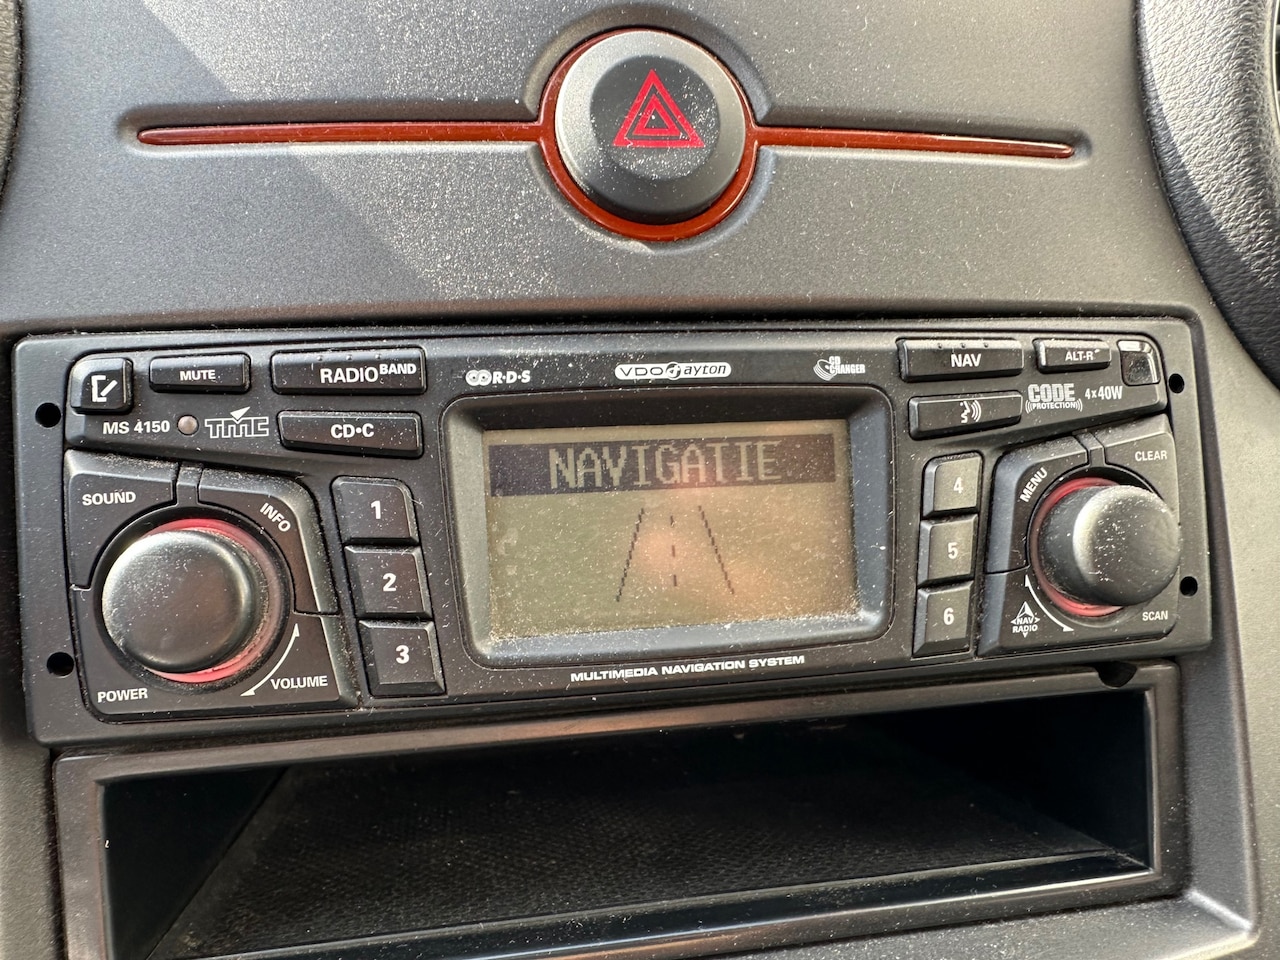 MUTE
RADIO BAND
R·D·S
VDO dayton
CD CHANGER
NAV
ALT-R
MS 4150
TMC
CD•C
CODE
PROTECTION
4x40W
SOUND
INFO
POWER
VOLUME
1
2
3
NAVIGATIE
MULTIMEDIA NAVIGATION SYSTEM
4
5
6
MENU
CLEAR
NAV
RADIO
SCAN